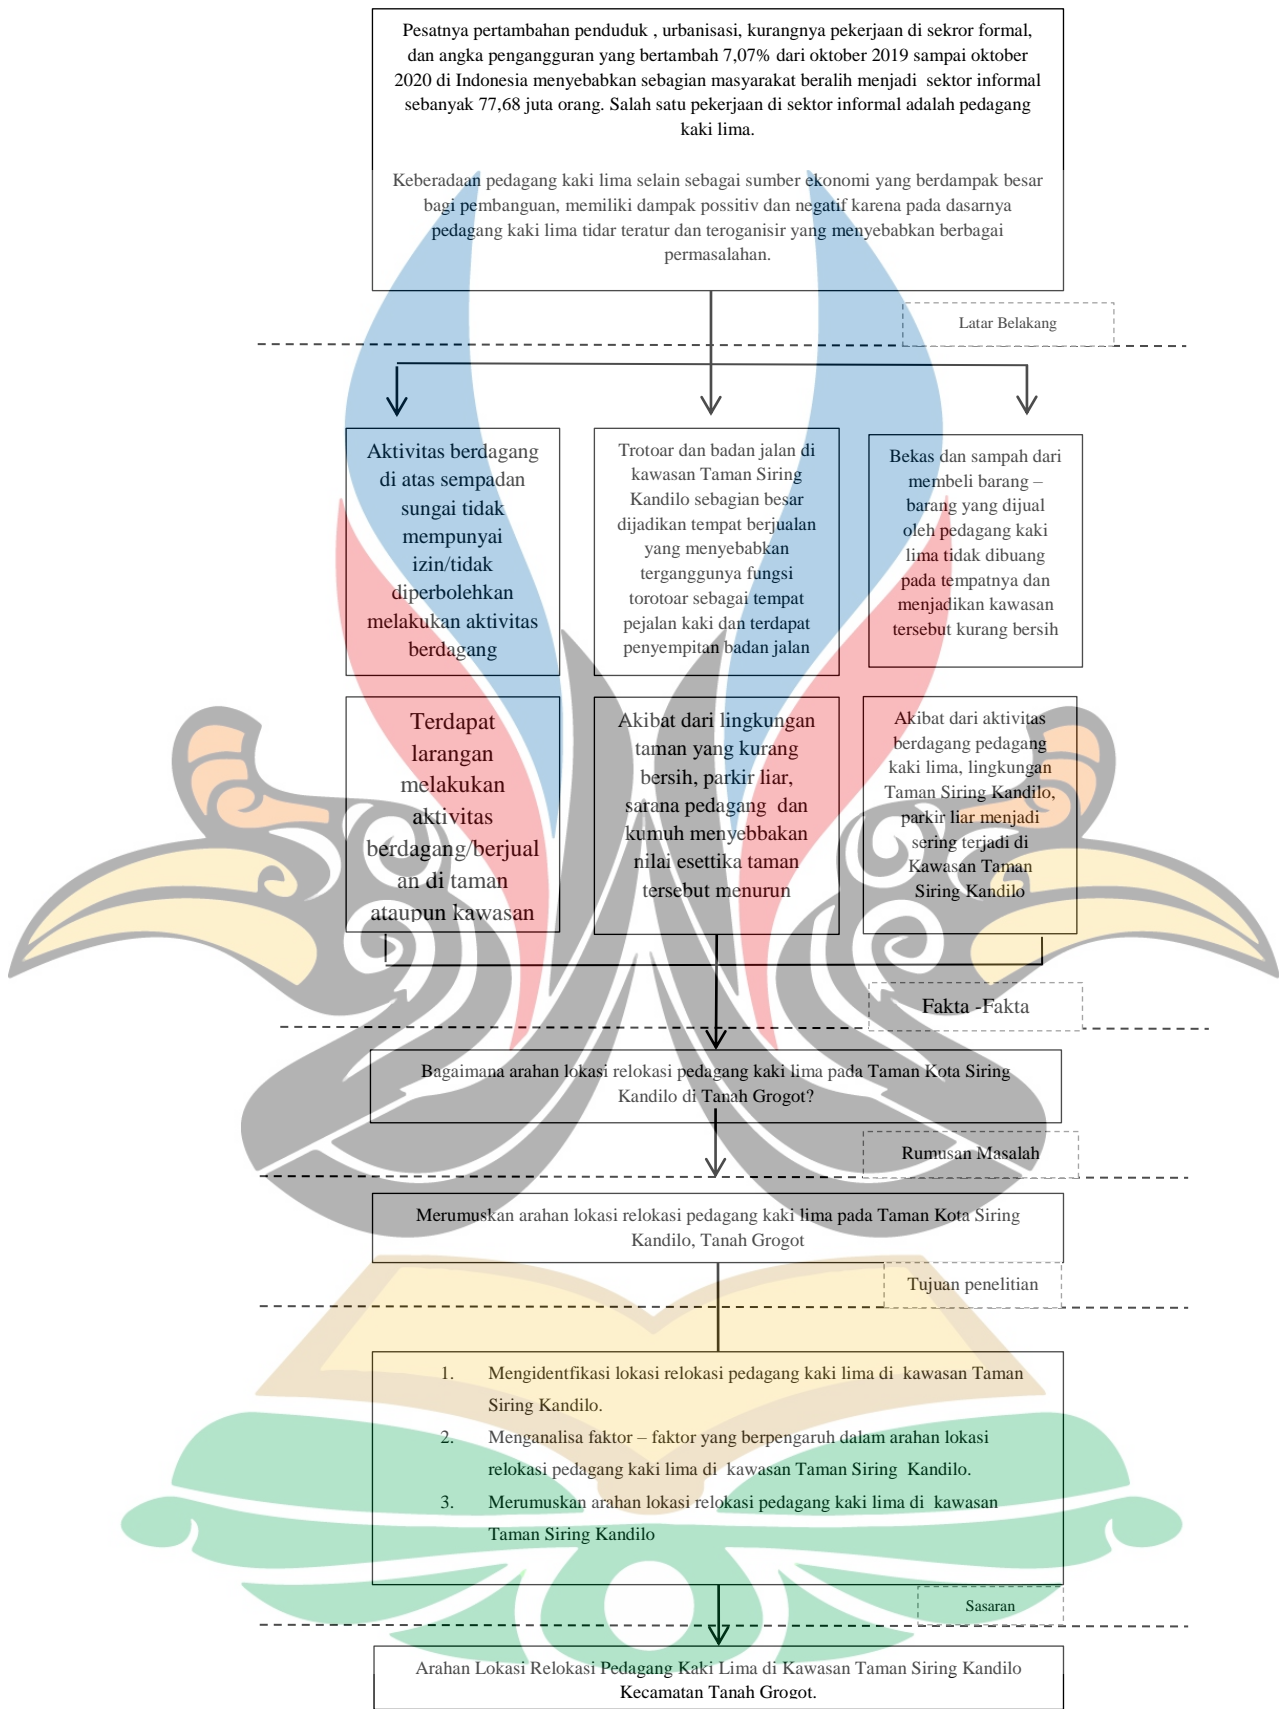 Pesatnya pertambahan penduduk , urbanisasi, kurangnya pekerjaan di sekror formal,
dan angka pengangguran yang bertambah 7,07% dari oktober 2019 sampai oktober
2020 di Indonesia menyebabkan sebagian masyarakat beralih menjadi sektor informal
sebanyak 77,68 juta orang. Salah satu pekerjaan di sektor informal adalah pedagang
kaki lima.
Keberadaan pedagang kaki lima selain sebagai sumber ekonomi yang berdampak besar
bagi pembanguan, memiliki dampak possitiv dan negatif karena pada dasarnya
pedagang kaki lima tidar teratur dan teroganisir yang menyebabkan berbagai
permasalahan.
Latar Belakang
Aktivitas berdagang
di atas sempadan
sungai tidak
mempunyai
izin/tidak
diperbolehkan
melakukan aktivitas
berdagang
Trotoar dan badan jalan di
kawasan Taman Siring
Kandilo sebagian besar
dijadikan tempat berjualan
yang menyebabkan
terganggunya fungsi
torotoar sebagai tempat
pejalan kaki dan terdapat
penyempitan badan jalan
Bekas dan sampah dari
membeli barang –
barang yang dijual
oleh pedagang kaki
lima tidak dibuang
pada tempatnya dan
menjadikan kawasan
tersebut kurang bersih
Terdapat
larangan
melakukan
aktivitas
berdagang/berjual
an di taman
ataupun kawasan
Akibat dari lingkungan
taman yang kurang
bersih, parkir liar,
sarana pedagang dan
kumuh menyebbakan
nilai esettika taman
tersebut menurun
Akibat dari aktivitas
berdagang pedagang
kaki lima, lingkungan
Taman Siring Kandilo,
parkir liar menjadi
sering terjadi di
Kawasan Taman
Siring Kandilo
Fakta -Fakta
Bagaimana arahan lokasi relokasi pedagang kaki lima pada Taman Kota Siring
Kandilo di Tanah Grogot?
Rumusan Masalah
Merumuskan arahan lokasi relokasi pedagang kaki lima pada Taman Kota Siring
Kandilo, Tanah Grogot
Tujuan penelitian
1. Mengidentfikasi lokasi relokasi pedagang kaki lima di kawasan Taman
Siring Kandilo.
2. Menganalisa faktor – faktor yang berpengaruh dalam arahan lokasi
relokasi pedagang kaki lima di kawasan Taman Siring Kandilo.
3. Merumuskan arahan lokasi relokasi pedagang kaki lima di kawasan
Taman Siring Kandilo
Sasaran
Arahan Lokasi Relokasi Pedagang Kaki Lima di Kawasan Taman Siring Kandilo
Kecamatan Tanah Grogot.